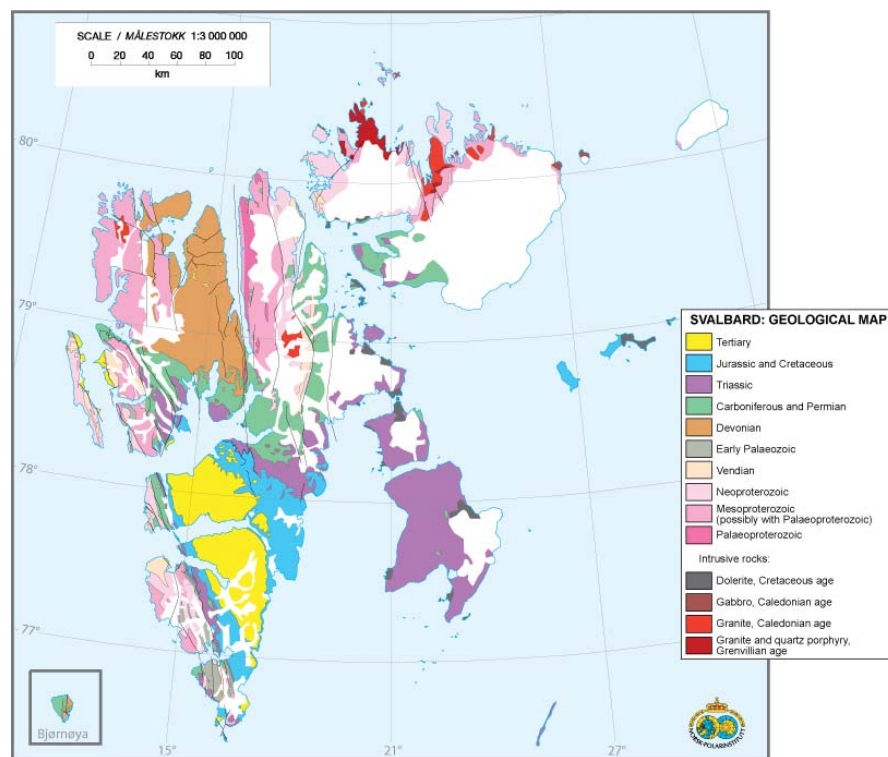 SCALE / MÅLESTOKK 1:3 000 000
0 20 40 60 80 100
km
80°
79°
78°
77°
15°
21°
27°
Bjørnøya
NORSK POLARINSTITUTT
SVALBARD: GEOLOGICAL MAP
Tertiary
Jurassic and Cretaceous
Triassic
Carboniferous and Permian
Devonian
Early Palaeozoic
Vendian
Neoproterozoic
Mesoproterozoic
(possibly with Palaeoproterozoic)
Palaeoproterozoic
Intrusive rocks:
Dolerite, Cretaceous age
Gabbro, Caledonian age
Granite, Caledonian age
Granite and quartz porphyry,
Grenvillian age